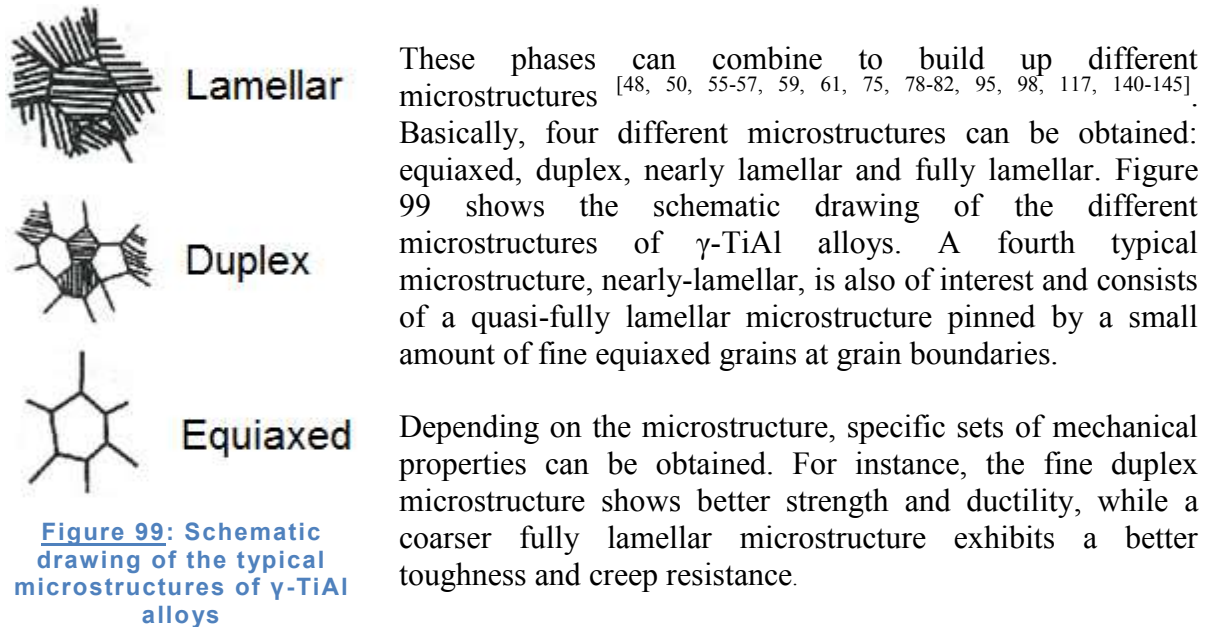 Lamellar
Duplex
Equiaxed
Figure 99: Schematic
drawing of the typical
microstructures of γ-TiAl
alloys
These phases can combine to build up different
microstructures [48, 50, 55-57, 59, 61, 75, 78-82, 95, 98, 117, 140-145].
Basically, four different microstructures can be obtained:
equiaxed, duplex, nearly lamellar and fully lamellar. Figure
99 shows the schematic drawing of the different
microstructures of γ-TiAl alloys. A fourth typical
microstructure, nearly-lamellar, is also of interest and consists
of a quasi-fully lamellar microstructure pinned by a small
amount of fine equiaxed grains at grain boundaries.
Depending on the microstructure, specific sets of mechanical
properties can be obtained. For instance, the fine duplex
microstructure shows better strength and ductility, while a
coarser fully lamellar microstructure exhibits a better
toughness and creep resistance.